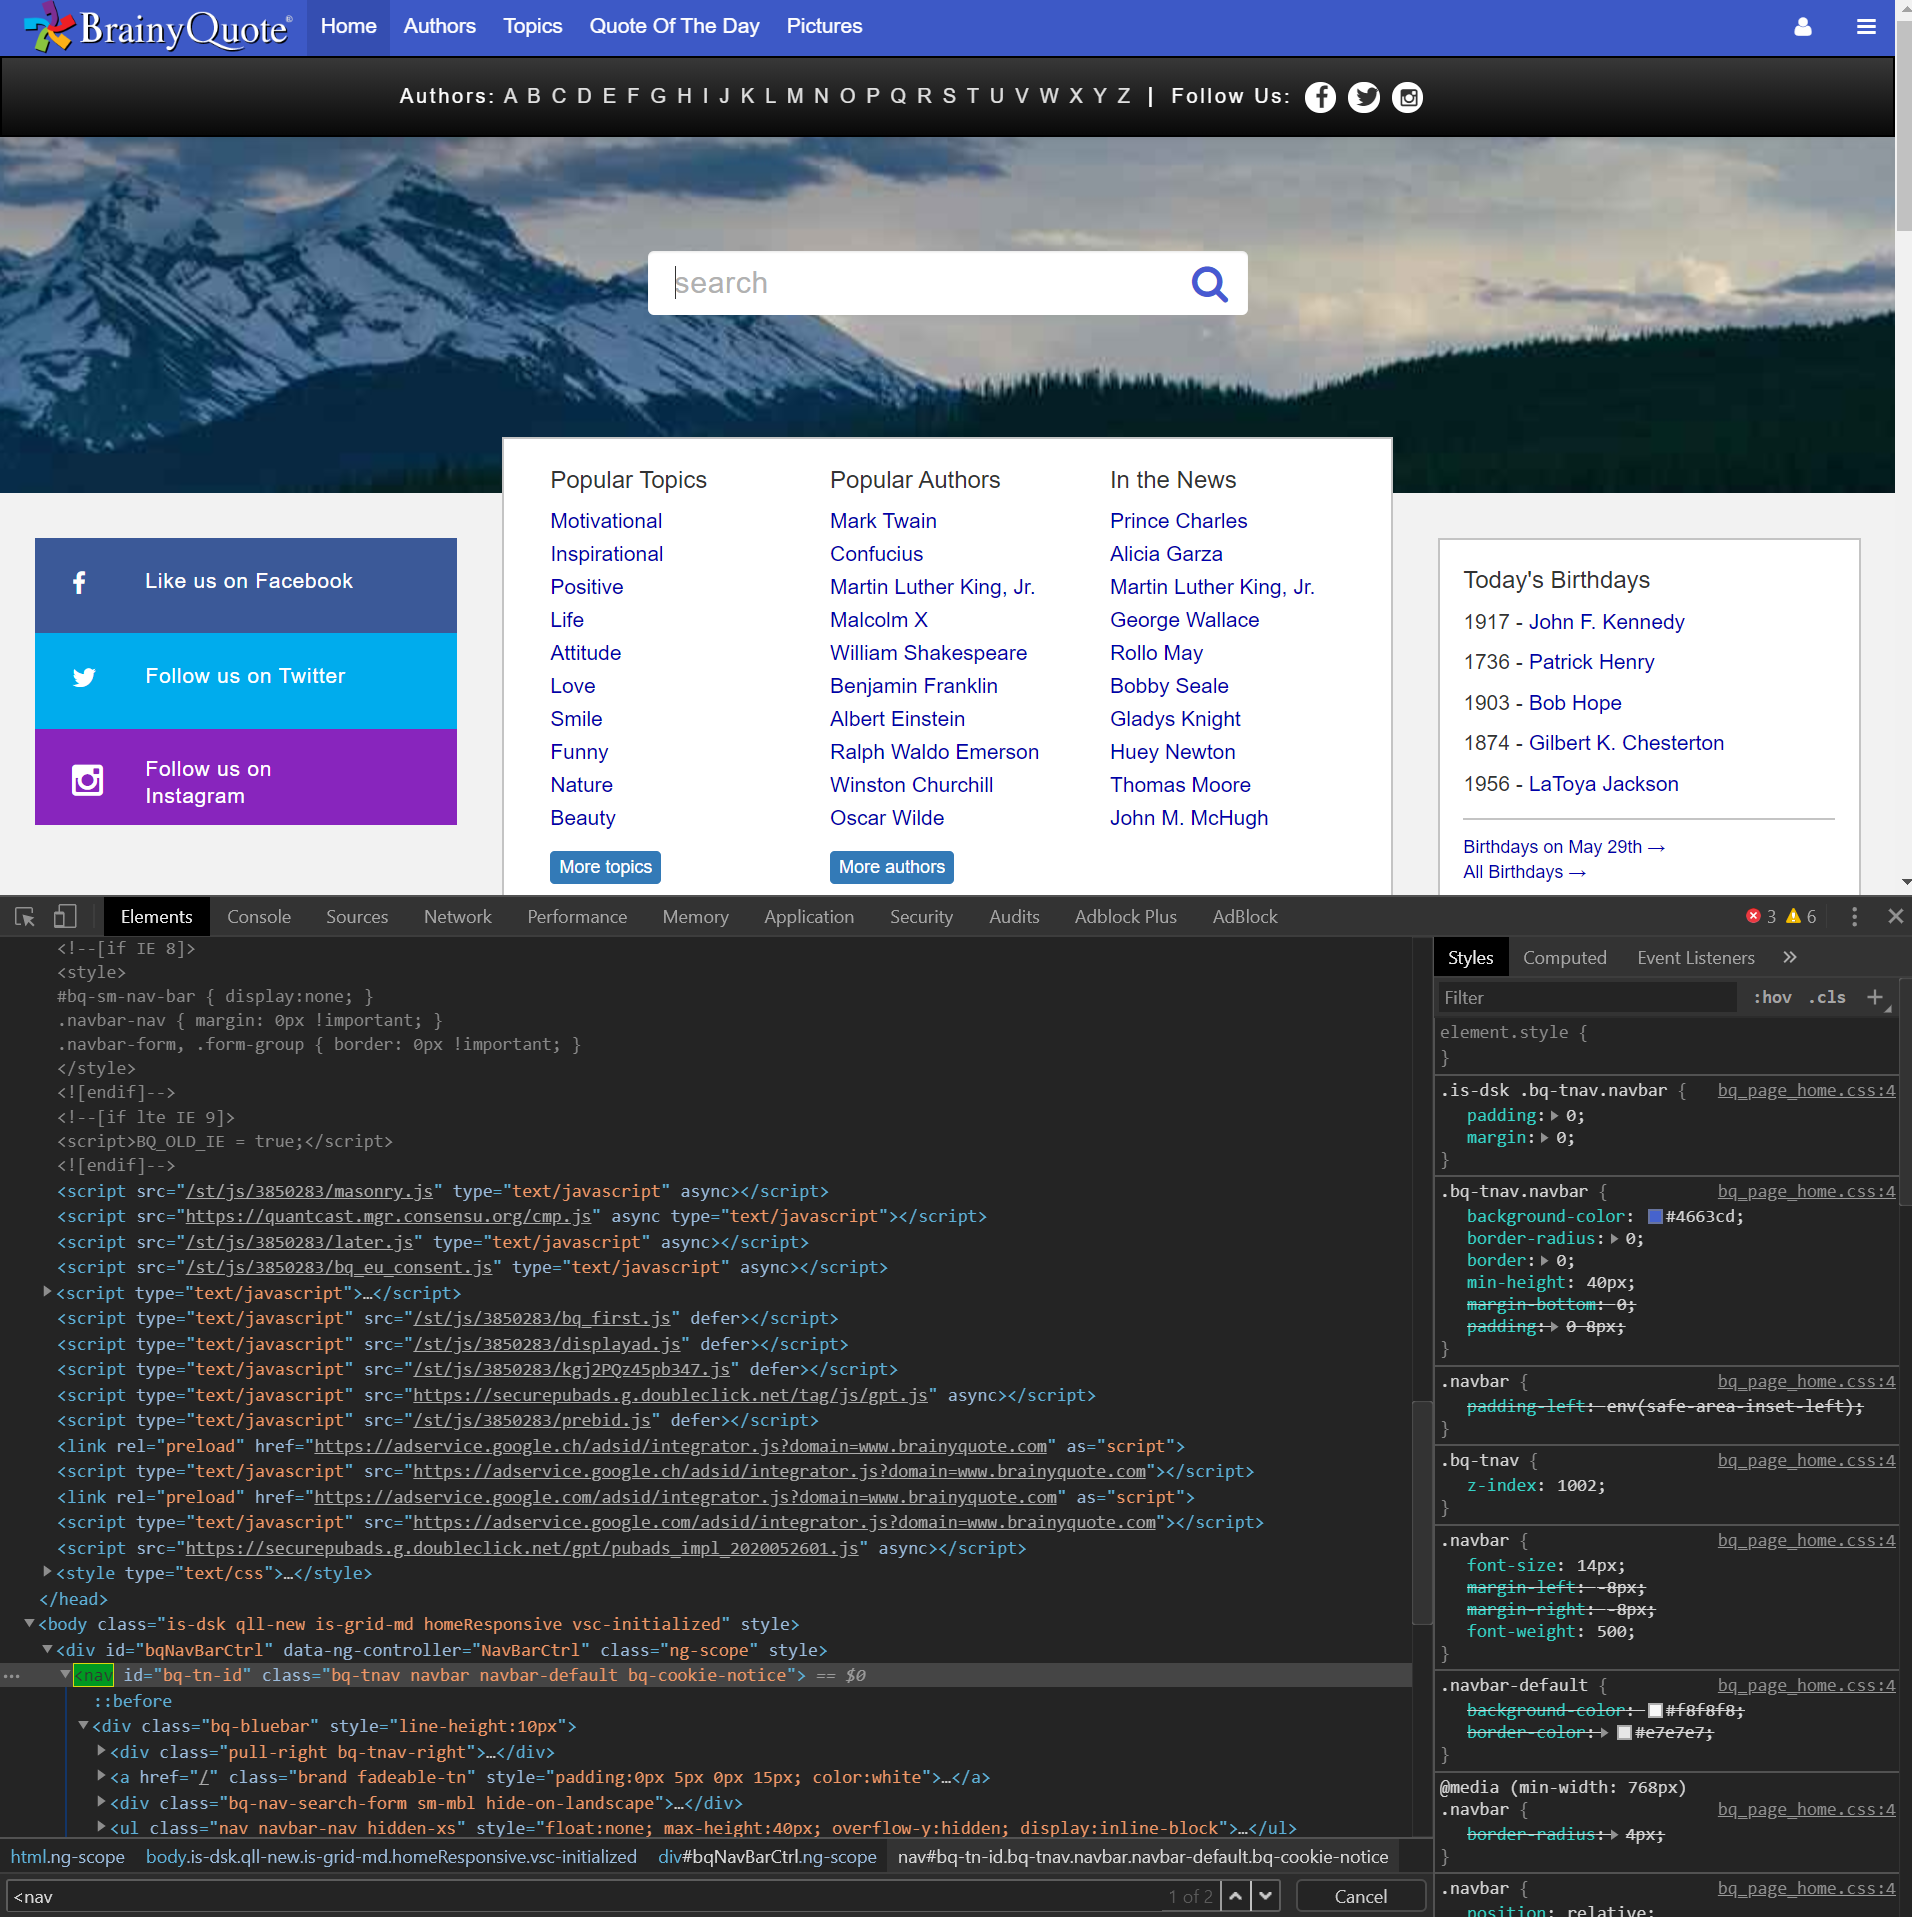 BrainyQuote® Home Authors Topics Quote Of The Day Pictures
Authors: A B C D E F G H I J K L M N O P Q R S T U V W X Y Z | Follow Us:
search
Popular Topics
Motivational
Inspirational
Positive
Life
Attitude
Love
Smile
Funny
Nature
Beauty
More topics
Popular Authors
Mark Twain
Confucius
Martin Luther King, Jr.
Malcolm X
William Shakespeare
Benjamin Franklin
Albert Einstein
Ralph Waldo Emerson
Winston Churchill
Oscar Wilde
More authors
In the News
Prince Charles
Alicia Garza
Martin Luther King, Jr.
George Wallace
Rollo May
Bobby Seale
Gladys Knight
Huey Newton
Thomas Moore
John M. McHugh
Like us on Facebook
Follow us on Twitter
Follow us on
Instagram
Today's Birthdays
1917 - John F. Kennedy
1736 - Patrick Henry
1903 - Bob Hope
1874 - Gilbert K. Chesterton
1956 - LaToya Jackson
Birthdays on May 29th →
All Birthdays →
Elements Console Sources Network Performance Memory Application Security Audits Adblock Plus AdBlock 3 6
<!--[if IE 8]>
<style>
#bq-sm-nav-bar { display:none; }
.navbar-nav { margin: 0px !important; }
.navbar-form, .form-group { border: 0px !important; }
</style>
<![endif]-->
<!--[if lte IE 9]>
<script>BQ_OLD_IE = true;</script>
<![endif]-->
<script src="/st/js/3850283/masonry.js" type="text/javascript" async></script>
<script src="https://quantcast.mgr.consensu.org/cmp.js" async type="text/javascript"></script>
<script src="/st/js/3850283/later.js" type="text/javascript" async></script>
<script src="/st/js/3850283/bq_eu_consent.js" type="text/javascript" async></script>
<script type="text/javascript">…</script>
<script type="text/javascript" src="/st/js/3850283/bq_first.js" defer></script>
<script type="text/javascript" src="/st/js/3850283/displayad.js" defer></script>
<script type="text/javascript" src="/st/js/3850283/kgj2PQz45pb347.js" defer></script>
<script type="text/javascript" src="https://securepubads.g.doubleclick.net/tag/js/gpt.js" async></script>
<script type="text/javascript" src="/st/js/3850283/prebid.js" defer></script>
<link rel="preload" href="https://adservice.google.ch/adsid/integrator.js?domain=www.brainyquote.com" as="script">
<script type="text/javascript" src="https://adservice.google.ch/adsid/integrator.js?domain=www.brainyquote.com"></script>
<link rel="preload" href="https://adservice.google.com/adsid/integrator.js?domain=www.brainyquote.com" as="script">
<script type="text/javascript" src="https://adservice.google.com/adsid/integrator.js?domain=www.brainyquote.com"></script>
<script src="https://securepubads.g.doubleclick.net/gpt/pubads_impl_2020052601.js" async></script>
<style type="text/css">…</style>
</head>
<body class="is-dsk qll-new is-grid-md homeResponsive vsc-initialized" style>
<div id="bqNavBarCtrl" data-ng-controller="NavBarCtrl" class="ng-scope" style>
<nav id="bq-tn-id" class="bq-tnav navbar navbar-default bq-cookie-notice"> == $0
::before
<div class="bq-bluebar" style="line-height:10px">
<div class="pull-right bq-tnav-right">…</div>
<a href="/" class="brand fadeable-tn" style="padding:0px 5px 0px 15px; color:white">…</a>
<div class="bq-nav-search-form sm-mbl hide-on-landscape">…</div>
<ul class="nav navbar-nav hidden-xs" style="float:none; max-height:40px; overflow-y:hidden; display:inline-block">…</ul>
html.ng-scope body.is-dsk.qll-new.is-grid-md.homeResponsive.vsc-initialized div#bqNavBarCtrl.ng-scope nav#bq-tn-id.bq-tnav.navbar.navbar-default.bq-cookie-notice
<nav 1 of 2 Cancel
Styles Computed Event Listeners »
Filter :hov .cls +
element.style {
}
.is-dsk .bq-tnav.navbar { bq_page_home.css:4
padding: 0;
margin: 0;
}
.bq-tnav.navbar { bq_page_home.css:4
background-color: #4663cd;
border-radius: 0;
border: 0;
min-height: 40px;
margin-bottom: 0;
padding: 0 8px;
}
.navbar { bq_page_home.css:4
padding-left: env(safe-area-inset-left);
}
.bq-tnav { bq_page_home.css:4
z-index: 1002;
}
.navbar { bq_page_home.css:4
font-size: 14px;
margin-left: -8px;
margin-right: -8px;
font-weight: 500;
}
.navbar-default { bq_page_home.css:4
background-color: #f8f8f8;
border-color: #e7e7e7;
}
@media (min-width: 768px)
.navbar { bq_page_home.css:4
border-radius: 4px;
}
.navbar { bq_page_home.css:4
position: relative;